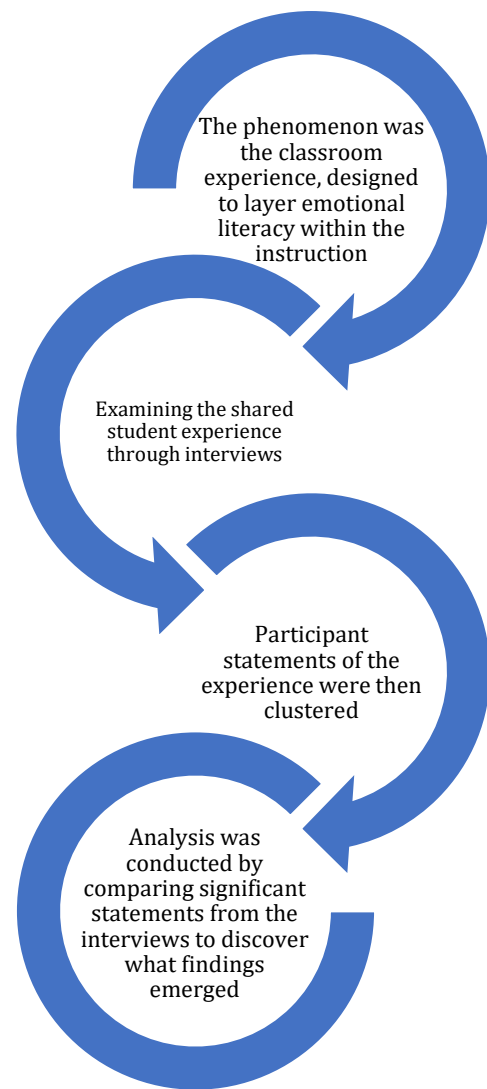 The phenomenon was
the classroom
experience, designed
to layer emotional
literacy within the
instruction
Examining the shared
student experience
through interviews
Participant
statements of the
experience were then
clustered
Analysis was
conducted by
comparing significant
statements from the
interviews to discover
what findings
emerged